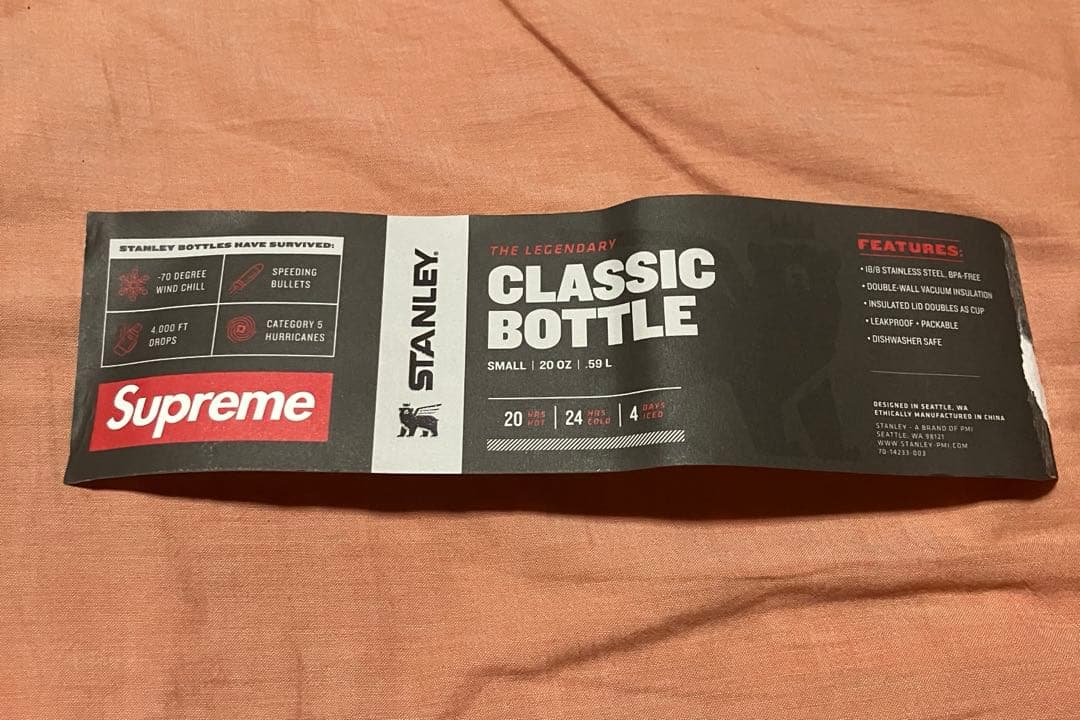 STANLEY BOTTLES HAVE SURVIVED:
-70 DEGREE
WIND CHILL
SPEEDING
BULLETS
4,000 FT
DROPS
CATEGORY 5
HURRICANES
Supreme
STANLEY.
THE LEGENDARY
CLASSIC
BOTTLE
SMALL | 20 OZ | .59 L
20 HRS HOT | 24 HRS COLD | 4 DAYS ICED
FEATURES:
• 18/8 STAINLESS STEEL, BPA-FREE
• DOUBLE-WALL VACUUM INSULATION
• INSULATED LID DOUBLES AS CUP
• LEAKPROOF • PACKABLE
• DISHWASHER SAFE
DESIGNED IN SEATTLE, WA
ETHICALLY MANUFACTURED IN CHINA
STANLEY - A BRAND OF PMI
SEATTLE, WA 98121
WWW.STANLEY-PMI.COM
70-14233-003